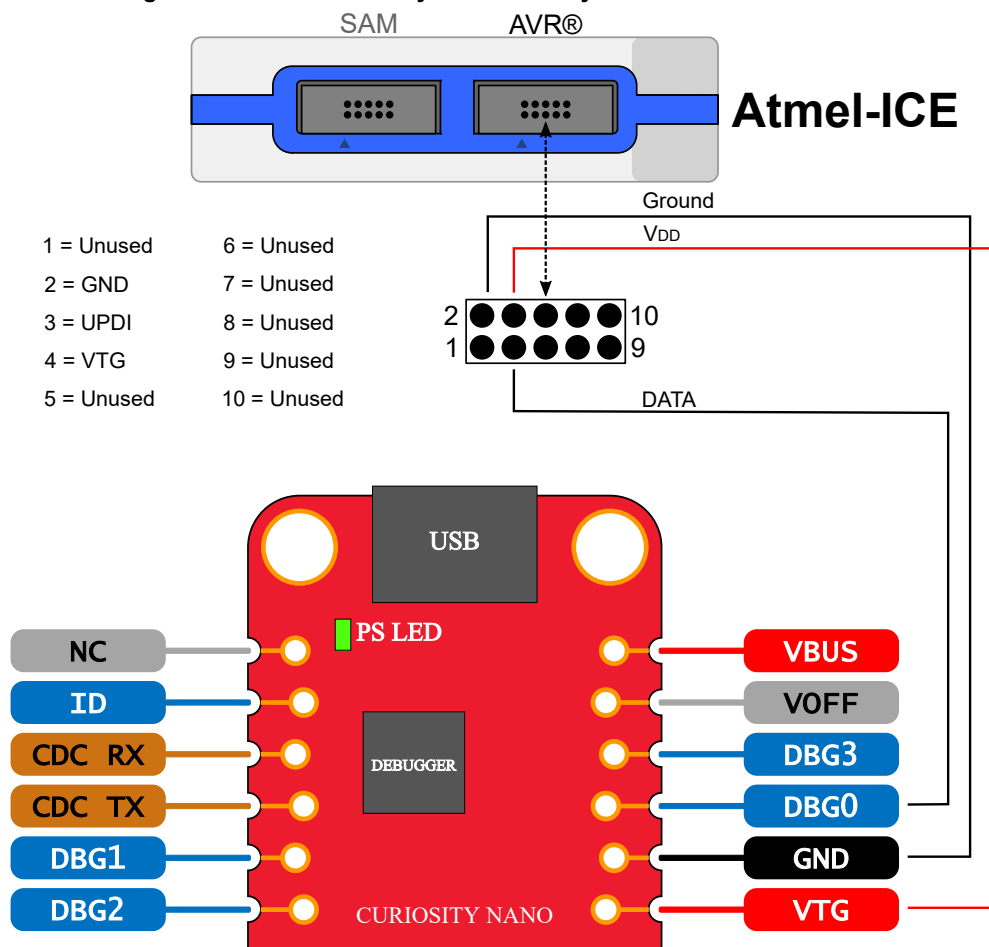 SAM AVR®
Atmel-ICE
Ground
VDD
1 = Unused 6 = Unused
2 = GND 7 = Unused
3 = UPDI 8 = Unused
4 = VTG 9 = Unused
5 = Unused 10 = Unused
2 10
1 9
DATA
USB
PS LED
NC VBUS
ID VOFF
CDC RX DEBUGGER DBG3
CDC TX DBG0
DBG1 GND
DBG2 CURIOSITY NANO VTG